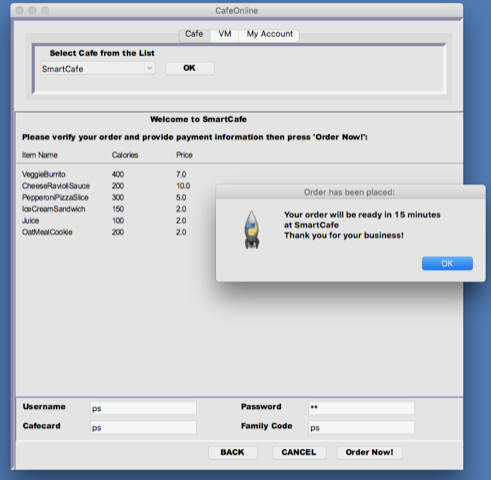 CafeOnline
Cafe VM My Account
Select Cafe from the List
SmartCafe OK
Welcome to SmartCafe
Please verify your order and provide payment information then press 'Order Now!':
Item Name Calories Price
VeggieBurrito 400 7.0
CheeseRavioliSauce 200 10.0
PepperoniPizzaSlice 300 5.0
IceCreamSandwich 150 2.0
Juice 100 2.0
OatMealCookie 200 2.0
Order has been placed:
Your order will be ready in 15 minutes
at SmartCafe
Thank you for your business!
OK
Username ps Password **
Cafecard ps Family Code ps
BACK CANCEL Order Now!